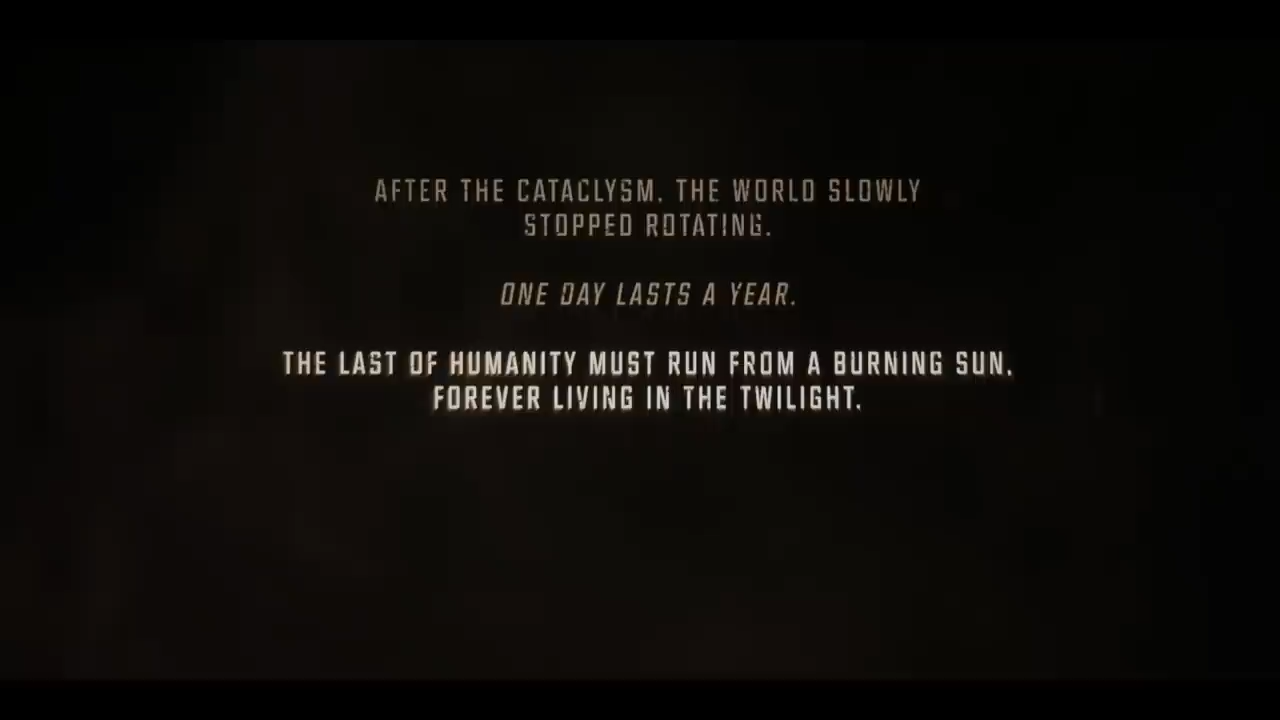 AFTER THE CATACLYSM, THE WORLD SLOWLY
STOPPED ROTATING.
ONE DAY LASTS A YEAR.
THE LAST OF HUMANITY MUST RUN FROM A BURNING SUN,
FOREVER LIVING IN THE TWILIGHT.